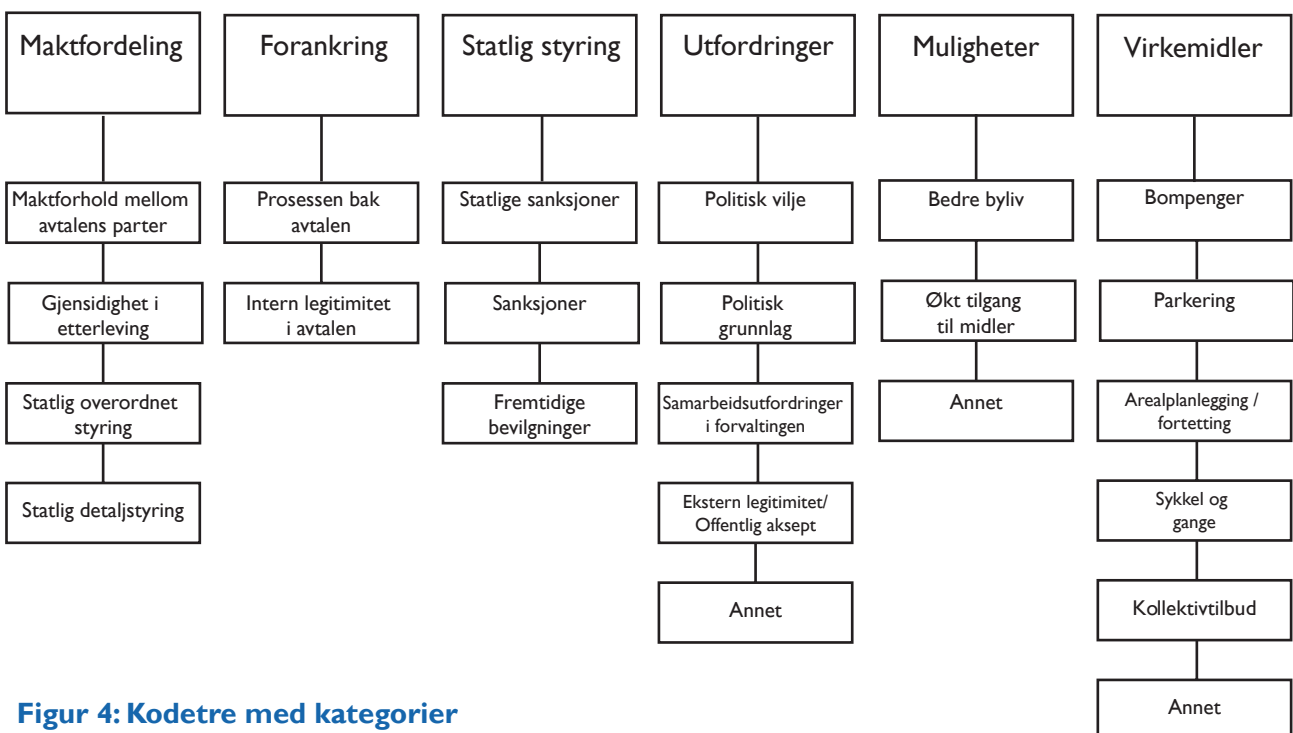 Maktfordeling
Maktforhold mellom
avtalens parter
Gjensidighet i
etterleving
Statlig overordnet
styring
Statlig detaljstyring
Forankring
Prosessen bak
avtalen
Intern legitimitet
i avtalen
Statlig styring
Statlige sanksjoner
Sanksjoner
Fremtidige
bevilgninger
Utfordringer
Politisk vilje
Politisk
grunnlag
Samarbeidsutfordringer
i forvaltingen
Ekstern legitimitet/
Offentlig aksept
Annet
Muligheter
Bedre byliv
Økt tilgang
til midler
Annet
Virkemidler
Bompenger
Parkering
Arealplanlegging /
fortetting
Sykkel og
gange
Kollektivtilbud
Annet
Figur 4: Kodetre med kategorier